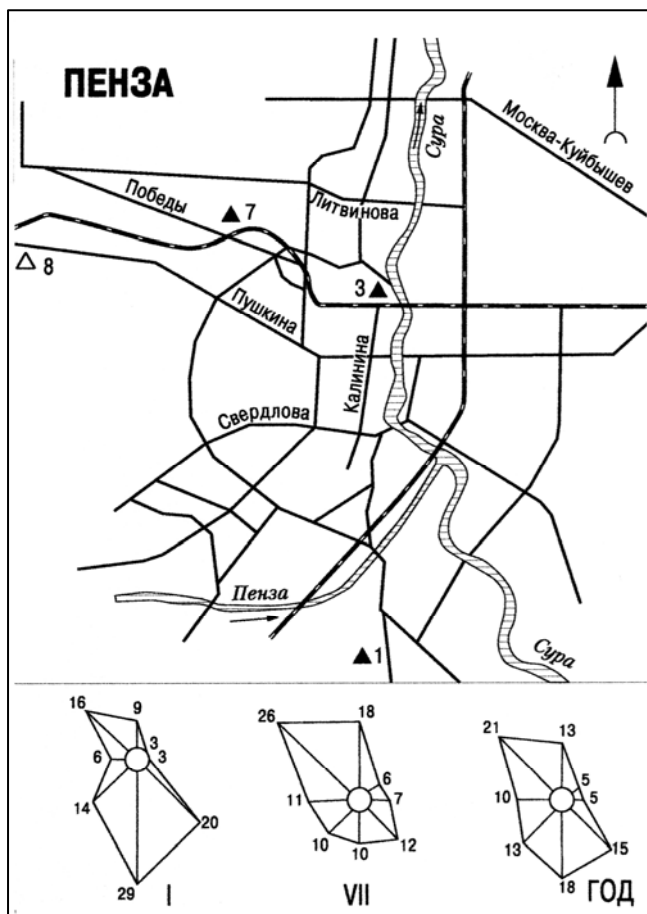 ПЕНЗА
Москва-Куйбышев
Сура
Победы
7
Литвинова
8
3
Пушкина
Калинина
Свердлова
Пенза
1
Сура
16
9
3
3
6
14
20
29
I
26
18
6
7
11
10
10
12
VII
21
13
5
5
10
13
15
18
ГОД